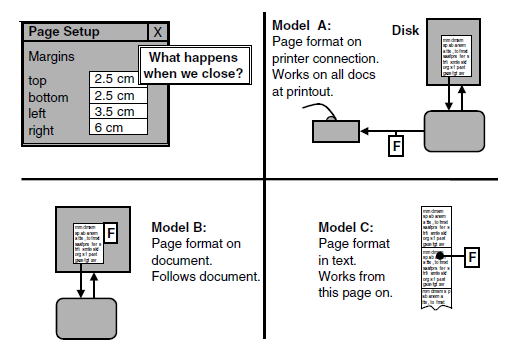 Page Setup X
Margins
What happens
when we close?
top 2.5 cm
bottom 2.5 cm
left 3.5 cm
right 6 cm
Model A:
Page format on
printer connection.
Works on all docs
at printout.
Disk
F
Model B:
Page format on
document.
Follows document.
F
Model C:
Page format
in text.
Works from
this page on.
F